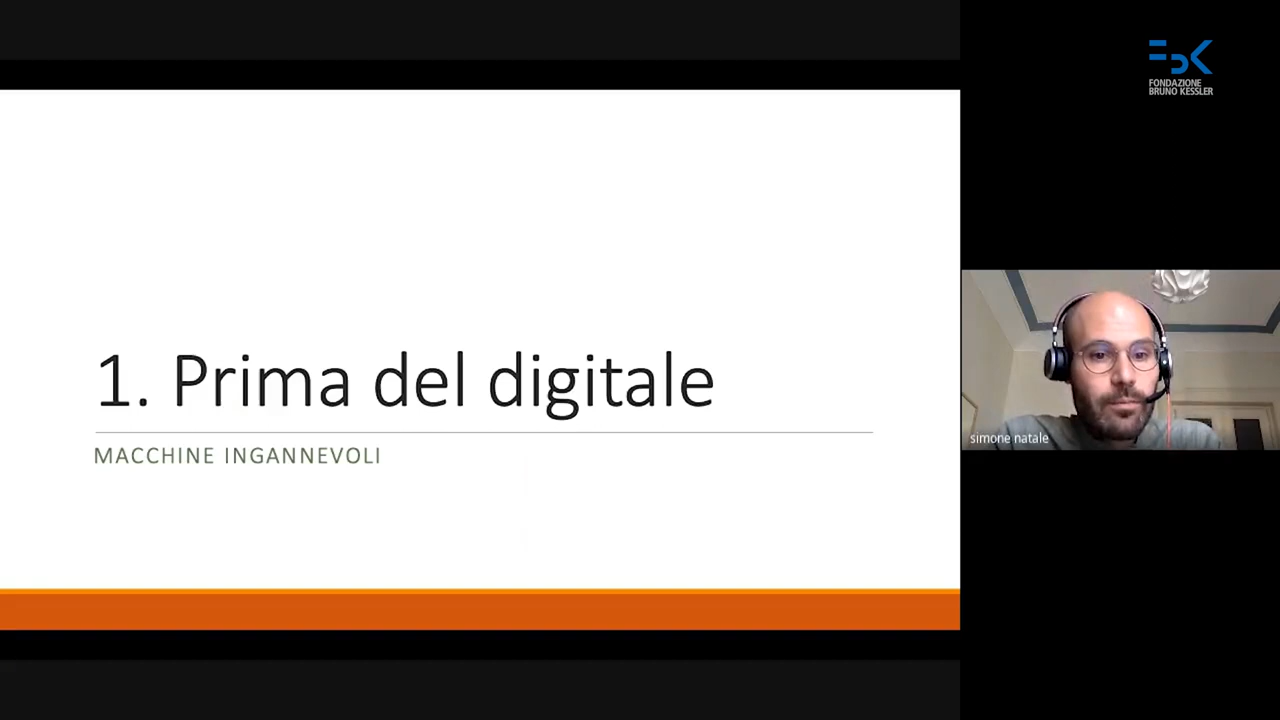 1. Prima del digitale
MACCHINE INGANNEVOLI
FONDAZIONE
BRUNO KESSLER
simone natale